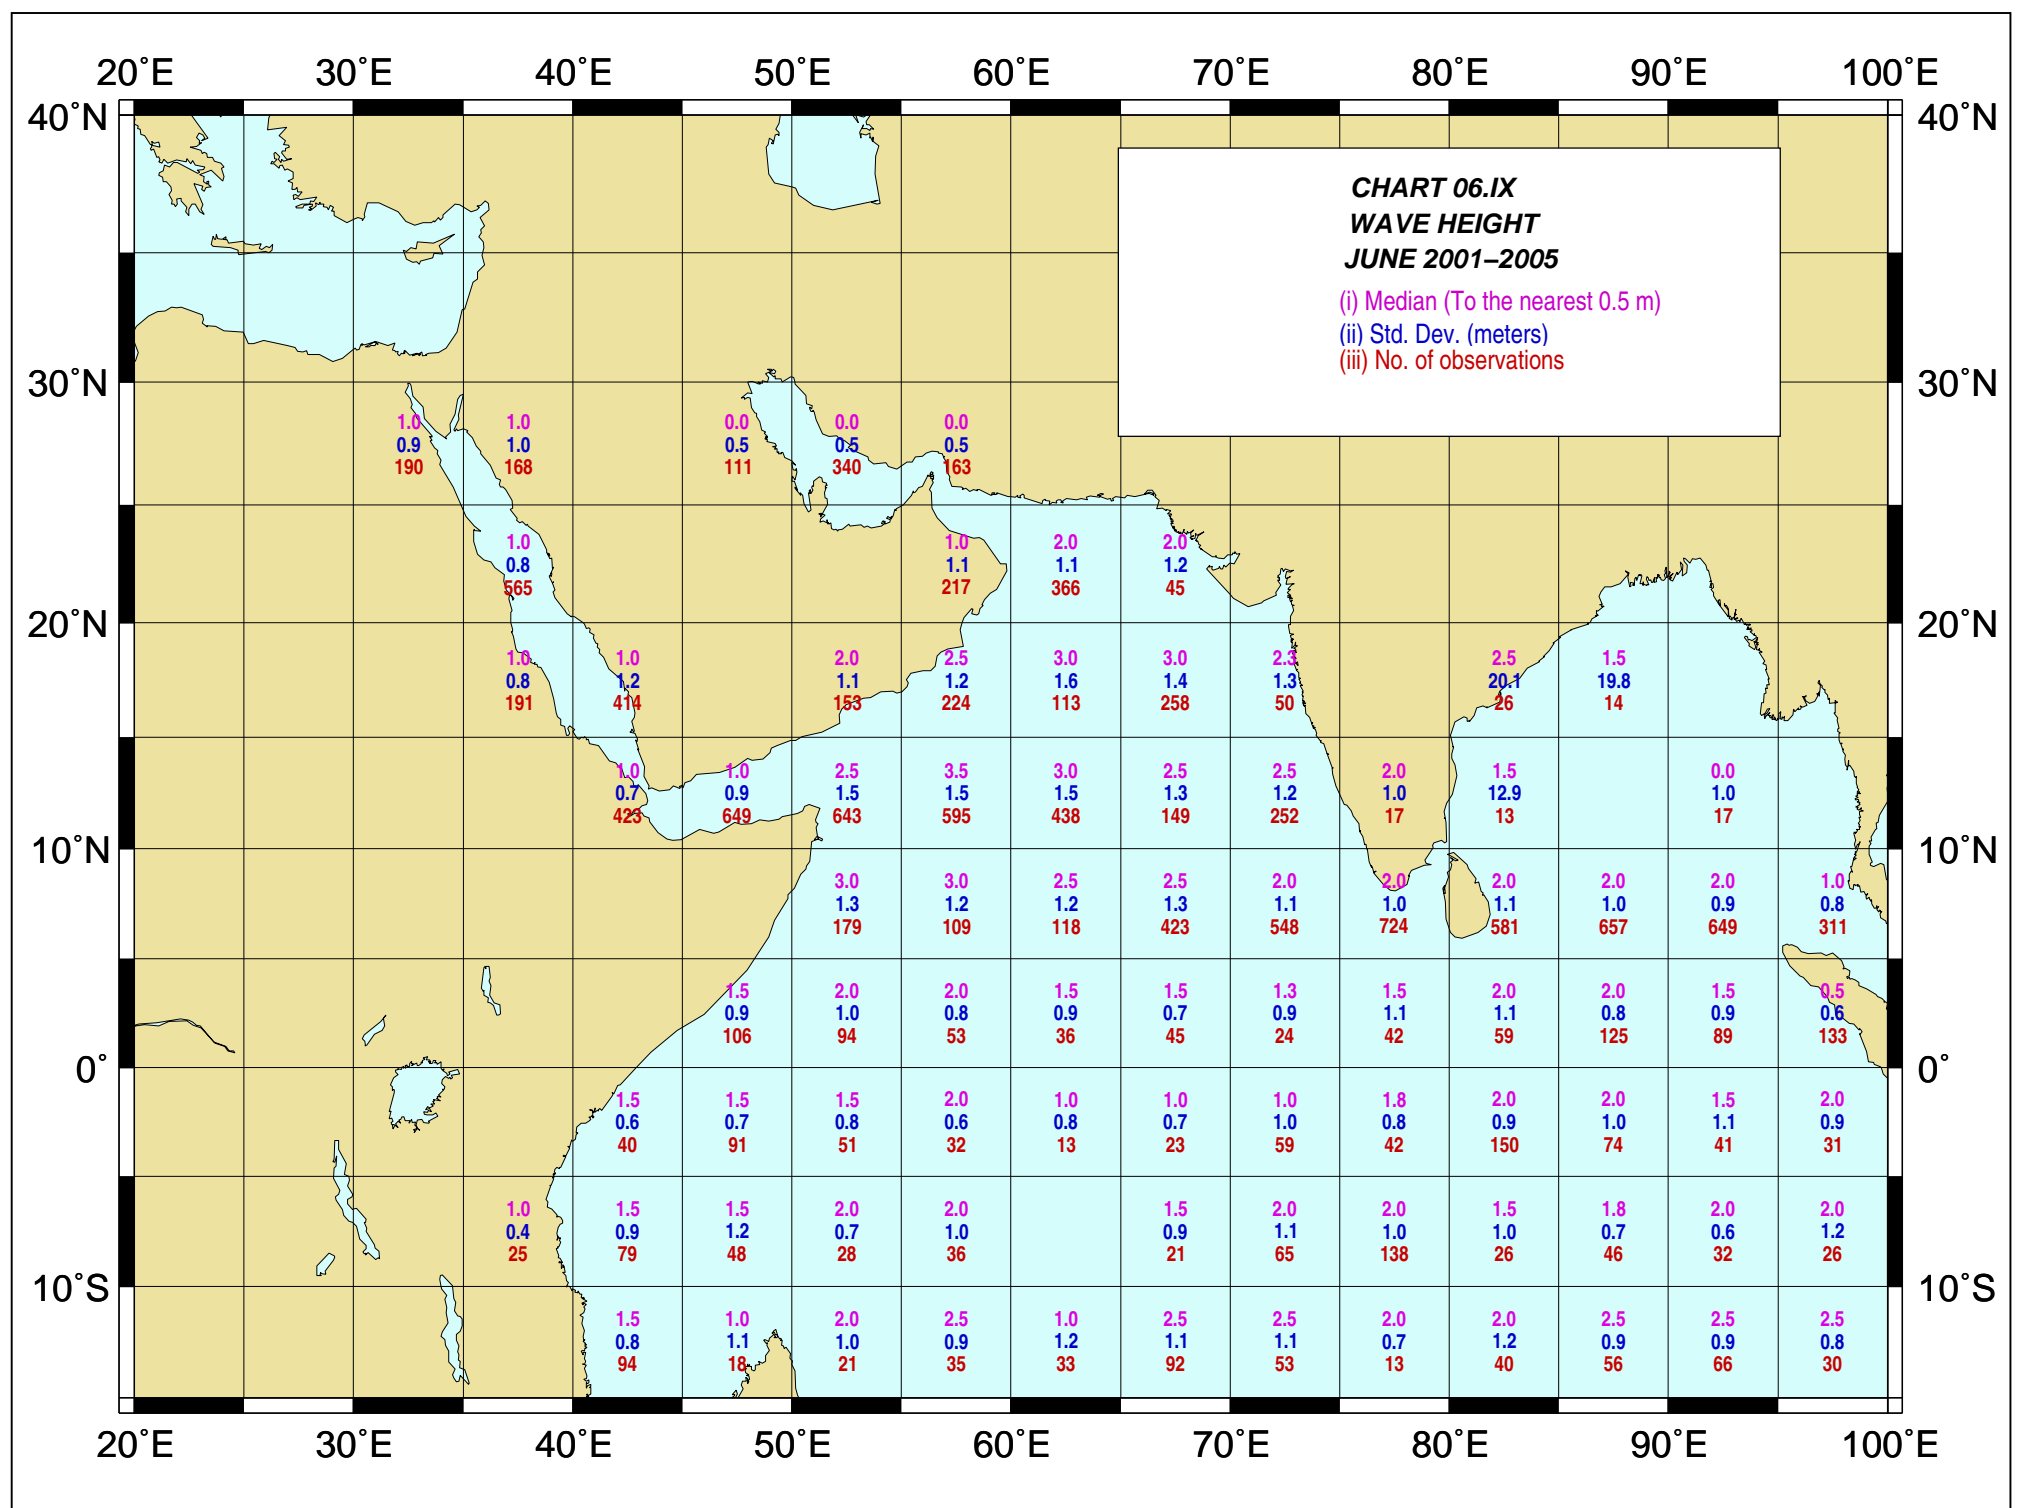 20°E 30°E 40°E 50°E 60°E 70°E 80°E 90°E 100°E
40°N 40°N
CHART 06.IX
WAVE HEIGHT
JUNE 2001–2005
(i) Median (To the nearest 0.5 m)
(ii) Std. Dev. (meters)
(iii) No. of observations
30°N 30°N
1.0 1.0 0.0 0.0 0.0
0.9 1.0 0.5 0.5 0.5
190 168 111 340 163
1.0 1.0 2.0 2.0
0.8 1.1 1.1 1.2
565 217 366 45
20°N 20°N
1.0 1.0 2.0 2.5 3.0 3.0 2.3 2.5 1.5
0.8 1.2 1.1 1.2 1.6 1.4 1.3 20.1 19.8
191 414 153 224 113 258 50 26 14
1.0 1.0 2.5 3.5 3.0 2.5 2.5 2.0 1.5 0.0
0.7 0.9 1.5 1.5 1.5 1.3 1.2 1.0 12.9 1.0
423 649 643 595 438 149 252 17 13 17
10°N 10°N
3.0 3.0 2.5 2.5 2.0 2.0 2.0 2.0 2.0 1.0
1.3 1.2 1.2 1.3 1.1 1.0 1.1 1.0 0.9 0.8
179 109 118 423 548 724 581 657 649 311
1.5 2.0 2.0 1.5 1.5 1.3 1.5 2.0 2.0 1.5 0.5
0.9 1.0 0.8 0.9 0.7 0.9 1.1 1.1 0.8 0.9 0.6
106 94 53 36 45 24 42 59 125 89 133
0° 0°
1.5 1.5 1.5 2.0 1.0 1.0 1.0 1.8 2.0 2.0 1.5 2.0
0.6 0.7 0.8 0.6 0.8 0.7 1.0 0.8 0.9 1.0 1.1 0.9
40 91 51 32 13 23 59 42 150 74 41 31
1.0 1.5 1.5 2.0 2.0 1.5 2.0 2.0 1.5 1.8 2.0 2.0
0.4 0.9 1.2 0.7 1.0 0.9 1.1 1.0 1.0 0.7 0.6 1.2
25 79 48 28 36 21 65 138 26 46 32 26
10°S 10°S
1.5 1.0 2.0 2.5 1.0 2.5 2.5 2.0 2.0 2.5 2.5 2.5
0.8 1.1 1.0 0.9 1.2 1.1 1.1 0.7 1.2 0.9 0.9 0.8
94 18 21 35 33 92 53 13 40 56 66 30
20°E 30°E 40°E 50°E 60°E 70°E 80°E 90°E 100°E